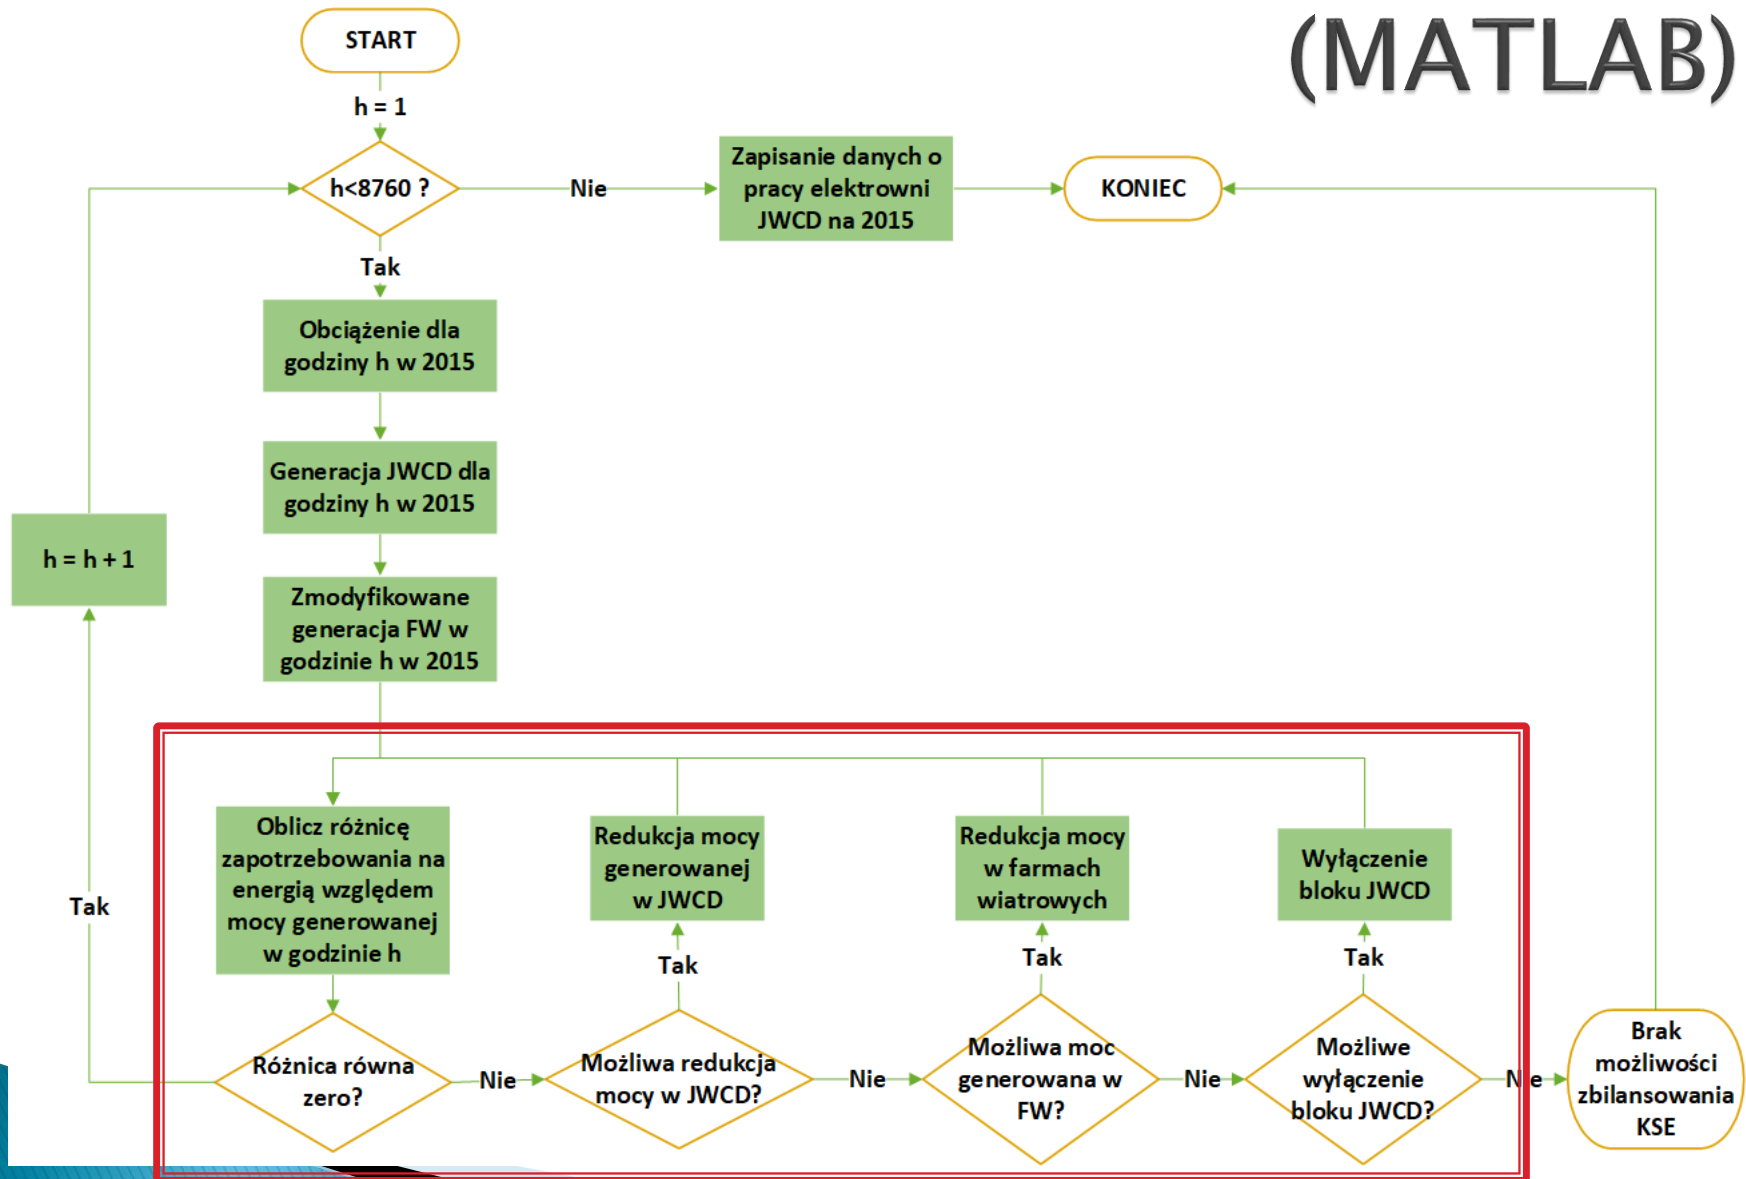 (MATLAB)
START
h = 1
h<8760 ?
Nie
Zapisanie danych o
pracy elektrowni
JWCD na 2015
KONIEC
Tak
Obciążenie dla
godziny h w 2015
Generacja JWCD dla
godziny h w 2015
h = h + 1
Zmodyfikowane
generacja FW w
godzinie h w 2015
Tak
Oblicz różnicę
zapotrzebowania na
energią względem
mocy generowanej
w godzinie h
Redukcja mocy
generowanej
w JWCD
Redukcja mocy
w farmach
wiatrowych
Wyłączenie
bloku JWCD
Tak
Tak
Tak
Różnica równa
zero?
Nie
Możliwa redukcja
mocy w JWCD?
Nie
Możliwa moc
generowana w
FW?
Nie
Możliwe
wyłączenie
bloku JWCD?
Nie
Brak
możliwości
zbilansowania
KSE